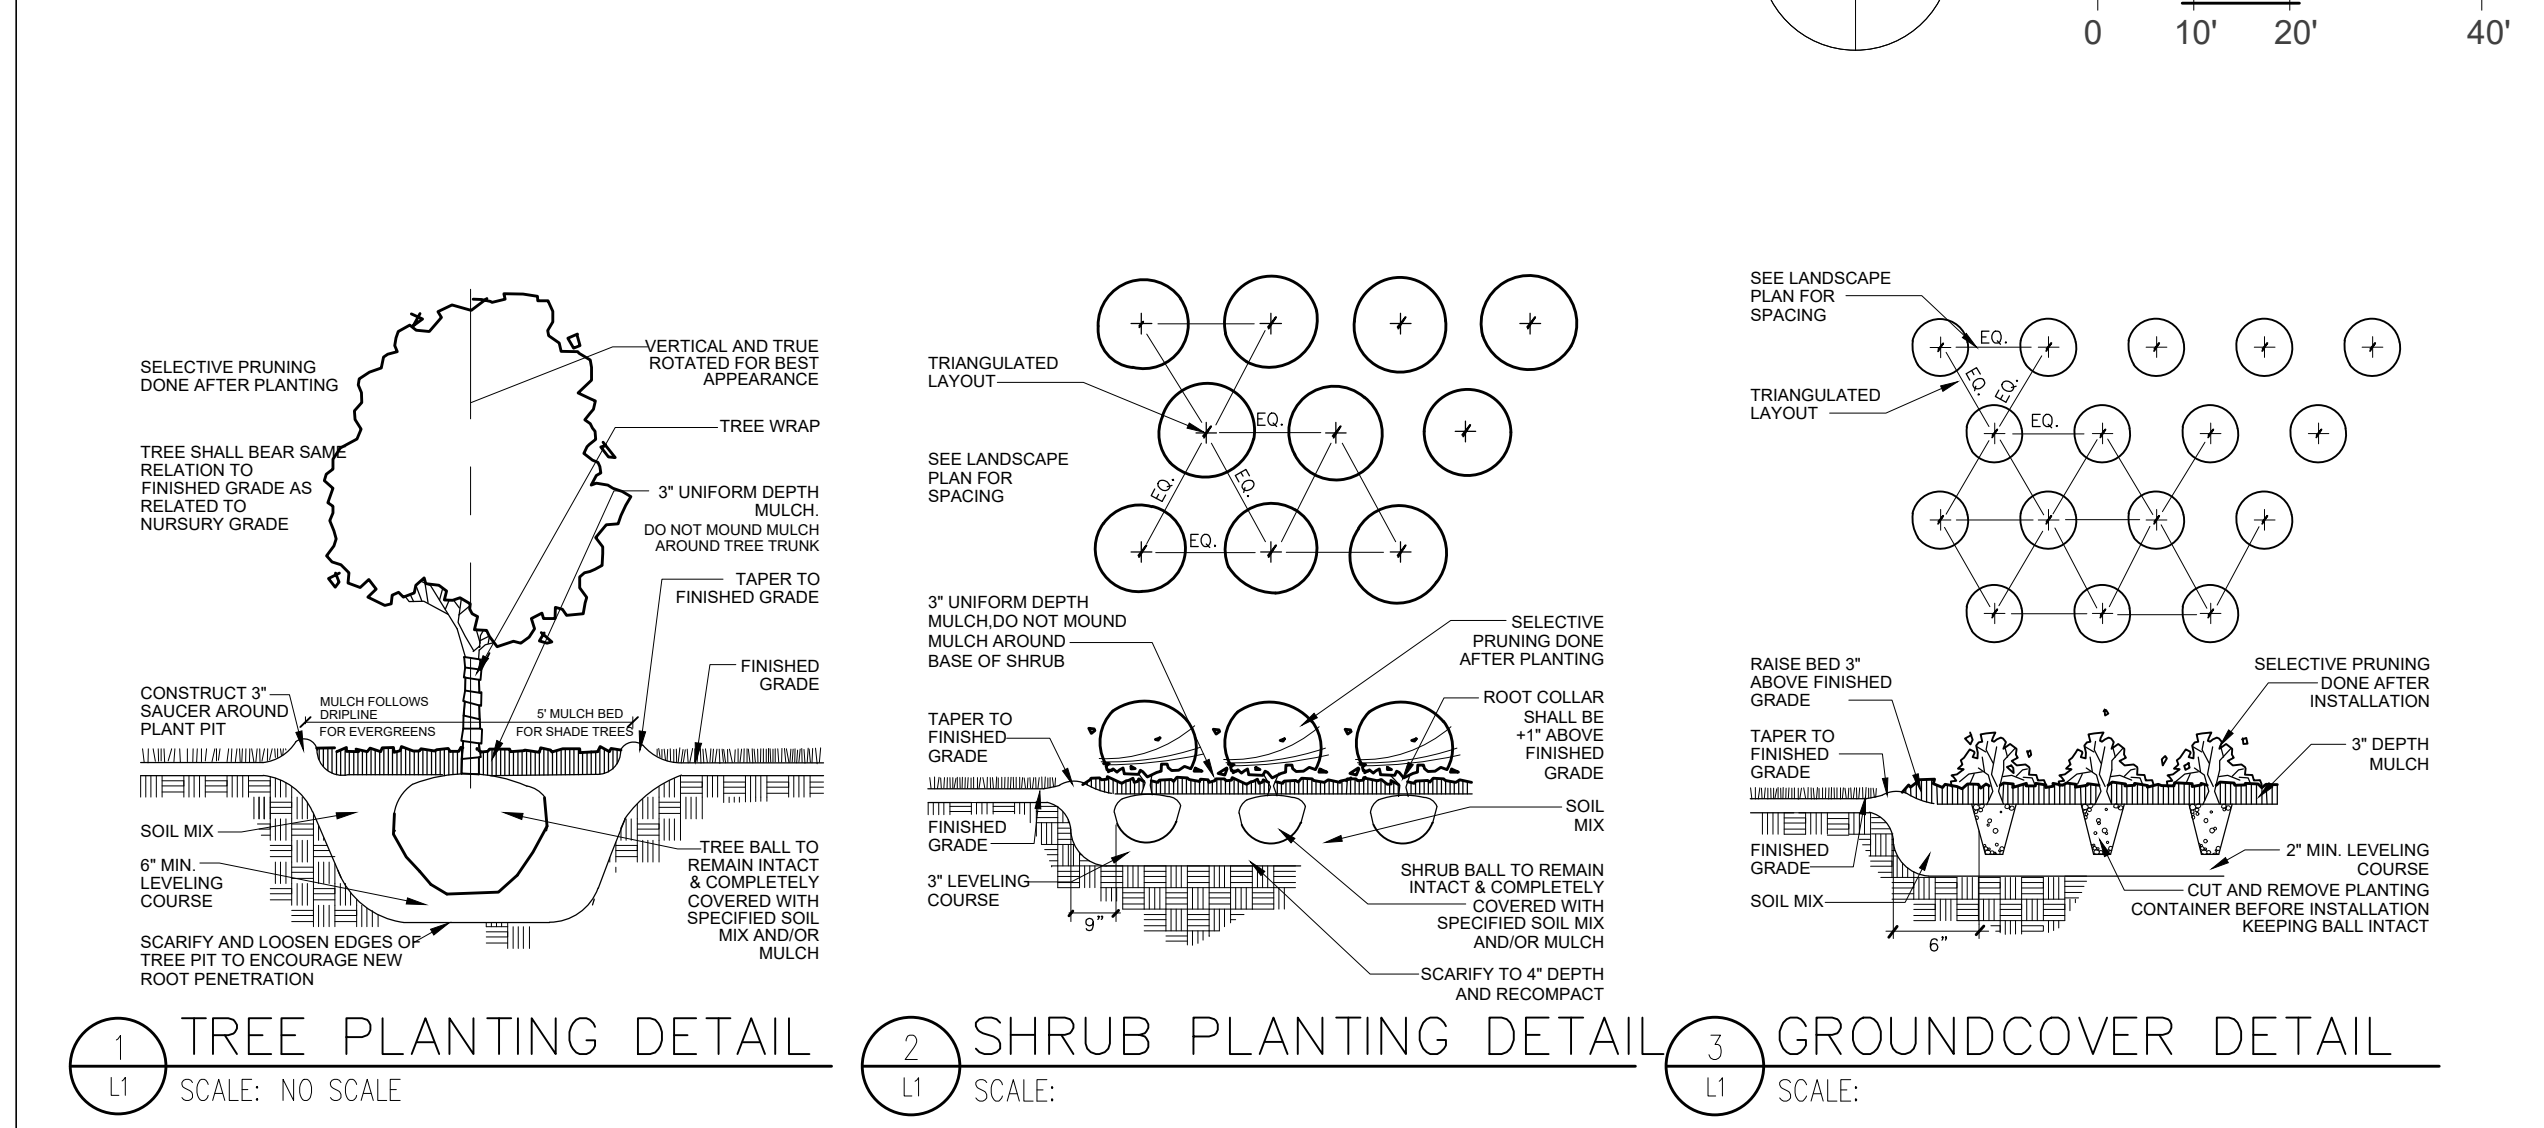 0 10' 20' 40'
SELECTIVE PRUNING
DONE AFTER PLANTING
TREE SHALL BEAR SAME
RELATION TO
FINISHED GRADE AS
RELATED TO
NURSURY GRADE
CONSTRUCT 3"
SAUCER AROUND
PLANT PIT
MULCH FOLLOWS
DRIPLINE
FOR EVERGREENS
5' MULCH BED
FOR SHADE TREES
SOIL MIX
6" MIN.
LEVELING
COURSE
SCARIFY AND LOOSEN EDGES OF
TREE PIT TO ENCOURAGE NEW
ROOT PENETRATION
VERTICAL AND TRUE
ROTATED FOR BEST
APPEARANCE
TREE WRAP
3" UNIFORM DEPTH
MULCH.
DO NOT MOUND MULCH
AROUND TREE TRUNK
TAPER TO
FINISHED GRADE
FINISHED
GRADE
TREE BALL TO
REMAIN INTACT
& COMPLETELY
COVERED WITH
SPECIFIED SOIL
MIX AND/OR
MULCH
1
L1
TREE PLANTING DETAIL
SCALE: NO SCALE
TRIANGULATED
LAYOUT
SEE LANDSCAPE
PLAN FOR
SPACING
EQ.
EQ.
EQ.
EQ.
3" UNIFORM DEPTH
MULCH,DO NOT MOUND
MULCH AROUND
BASE OF SHRUB
TAPER TO
FINISHED
GRADE
FINISHED
GRADE
3" LEVELING
COURSE
9"
SELECTIVE
PRUNING DONE
AFTER PLANTING
ROOT COLLAR
SHALL BE
+1" ABOVE
FINISHED
GRADE
SOIL
MIX
SHRUB BALL TO REMAIN
INTACT & COMPLETELY
COVERED WITH
SPECIFIED SOIL MIX
AND/OR MULCH
SCARIFY TO 4" DEPTH
AND RECOMPACT
2
L1
SHRUB PLANTING DETAIL
SCALE:
SEE LANDSCAPE
PLAN FOR
SPACING
TRIANGULATED
LAYOUT
EQ.
EQ.
EQ.
EQ.
RAISE BED 3"
ABOVE FINISHED
GRADE
TAPER TO
FINISHED
GRADE
FINISHED
GRADE
SOIL MIX
6"
SELECTIVE PRUNING
DONE AFTER
INSTALLATION
3" DEPTH
MULCH
2" MIN. LEVELING
COURSE
CUT AND REMOVE PLANTING
CONTAINER BEFORE INSTALLATION
KEEPING BALL INTACT
3
L1
GROUNDCOVER DETAIL
SCALE: